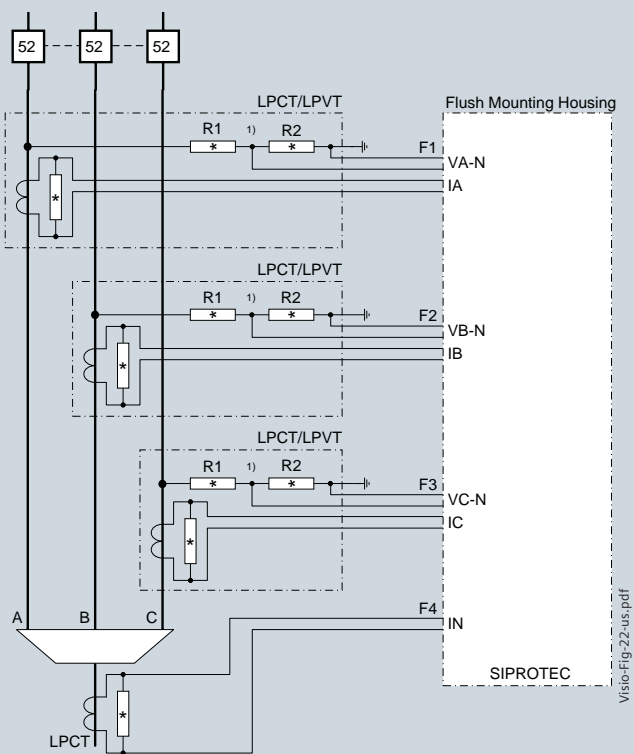 52 52 52
LPCT/LPVT
Flush Mounting Housing
R1 1) R2
F1
VA-N
*
IA
LPCT/LPVT
R1 1) R2
F2
VB-N
*
IB
LPCT/LPVT
R1 1) R2
F3
VC-N
*
IC
A B C
F4
IN
SIPROTEC
*
LPCT
Visio-Fig-22-us.pdf